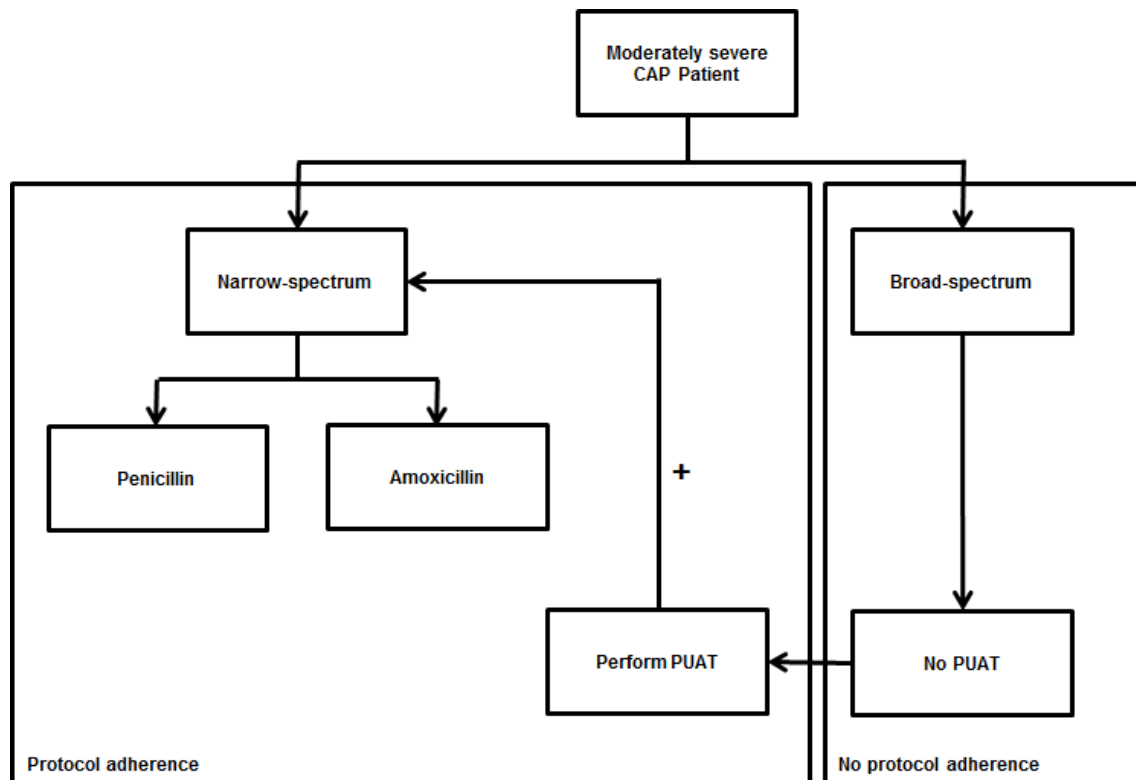 Moderately severe
CAP Patient
Narrow-spectrum
Broad-spectrum
Penicillin
Amoxicillin
+
Perform PUAT
No PUAT
Protocol adherence
No protocol adherence